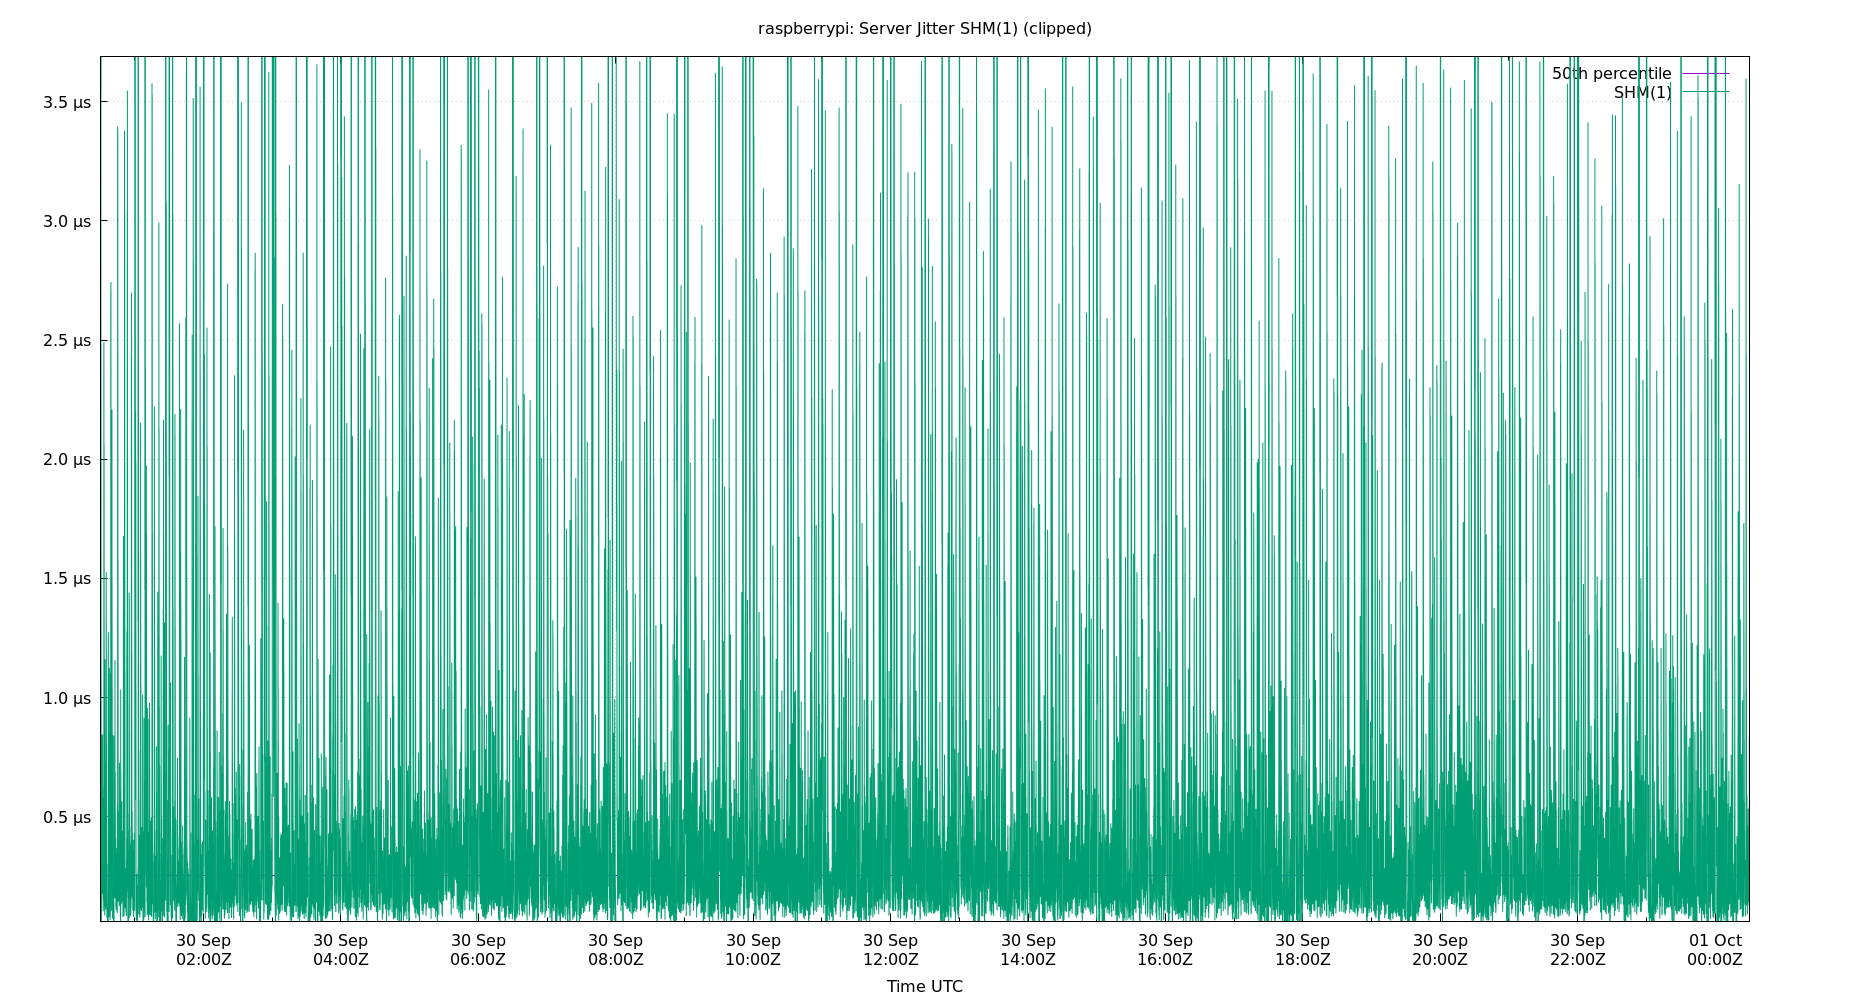 raspberrypi: Server Jitter SHM(1) (clipped)
50th percentile
SHM(1)
3.5 µs
3.0 µs
2.5 µs
2.0 µs
1.5 µs
1.0 µs
0.5 µs
30 Sep 30 Sep 30 Sep 30 Sep 30 Sep 30 Sep 30 Sep 30 Sep 30 Sep 30 Sep 30 Sep 01 Oct
02:00Z 04:00Z 06:00Z 08:00Z 10:00Z 12:00Z 14:00Z 16:00Z 18:00Z 20:00Z 22:00Z 00:00Z
Time UTC